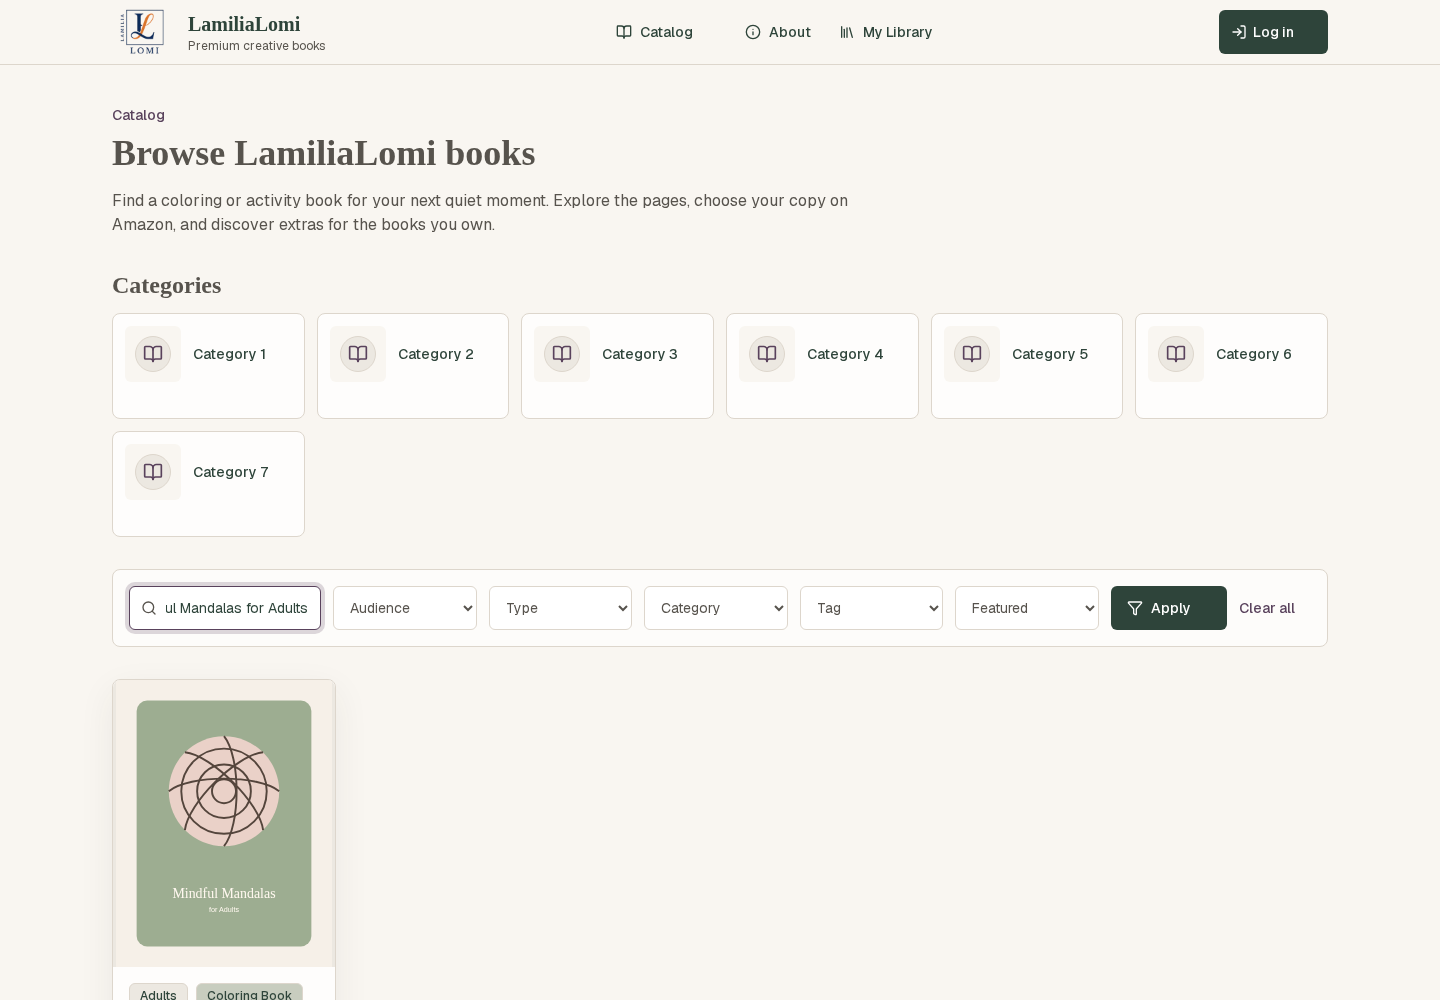 LAMILIA
LOMI
LamiliaLomi
Premium creative books
Catalog
About
My Library
Log in
Catalog
Browse LamiliaLomi books
Find a coloring or activity book for your next quiet moment. Explore the pages, choose your copy on
Amazon, and discover extras for the books you own.
Categories
Category 1
Category 2
Category 3
Category 4
Category 5
Category 6
Category 7
ul Mandalas for Adults
Audience
Type
Category
Tag
Featured
Apply
Clear all
Mindful Mandalas
for Adults
Adults
Coloring Book